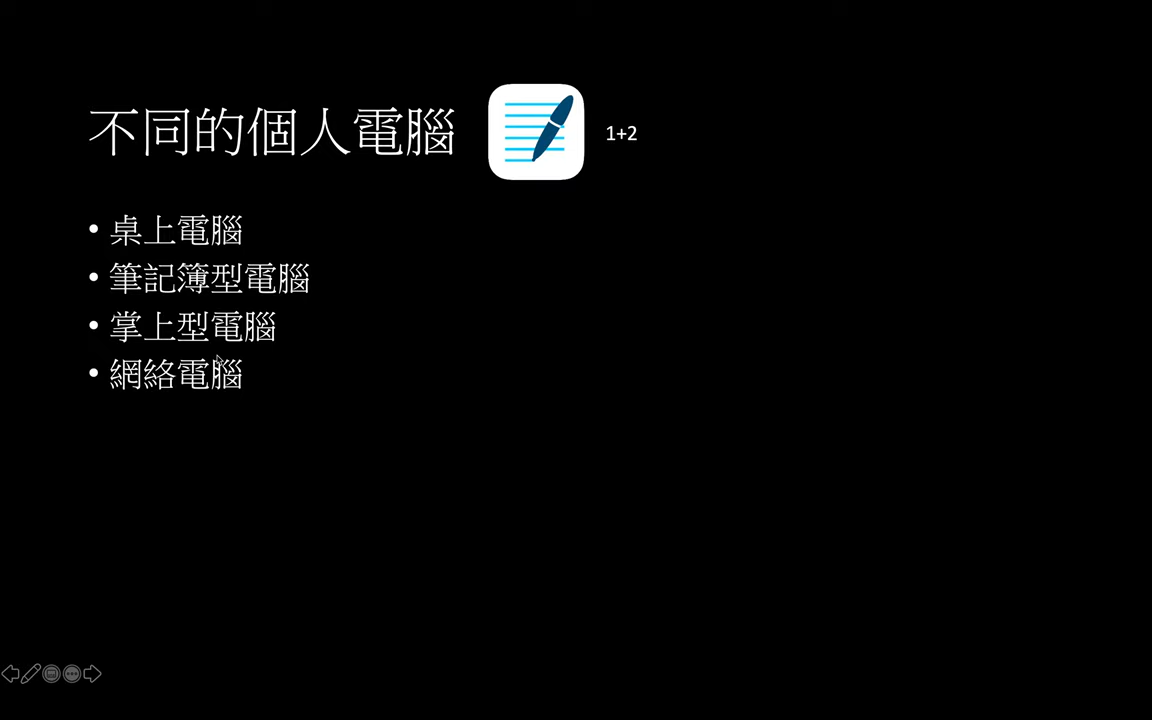 不同的個人電腦
1+2
• 桌上電腦
• 筆記簿型電腦
• 掌上型電腦
• 網絡電腦